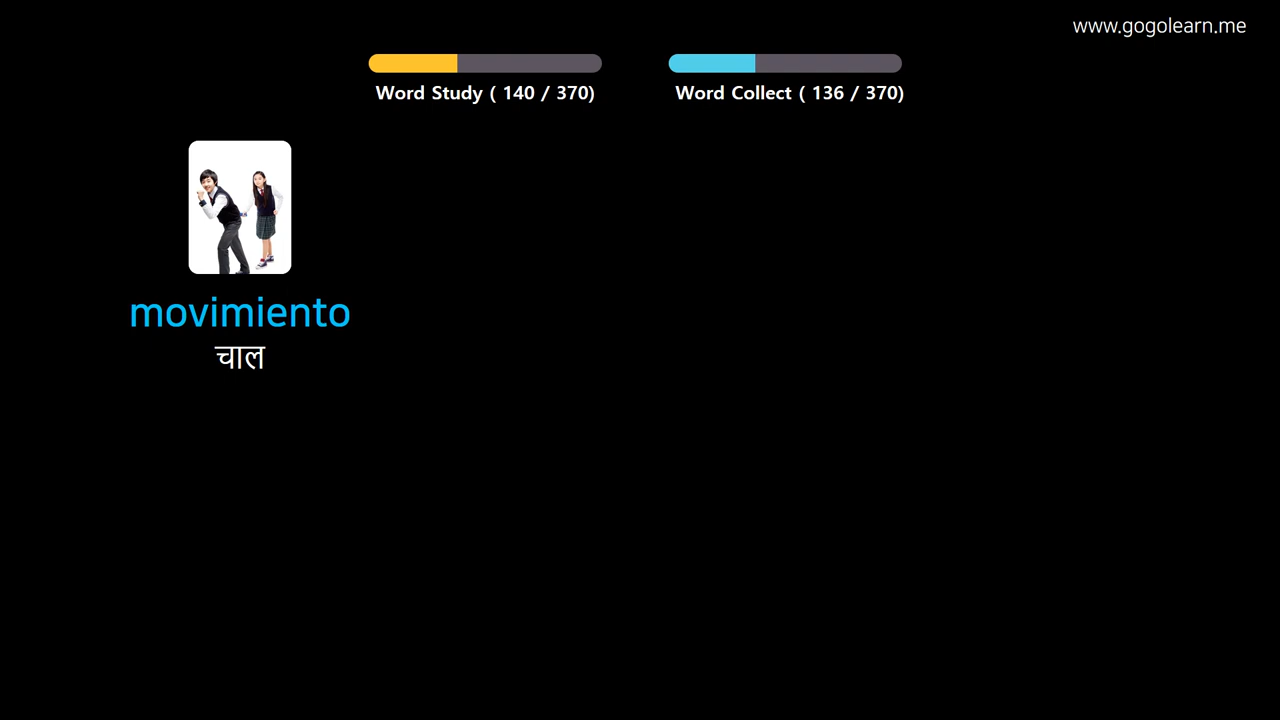 www.gogolearn.me
Word Study ( 140 / 370)
Word Collect ( 136 / 370)
movimiento
चाल